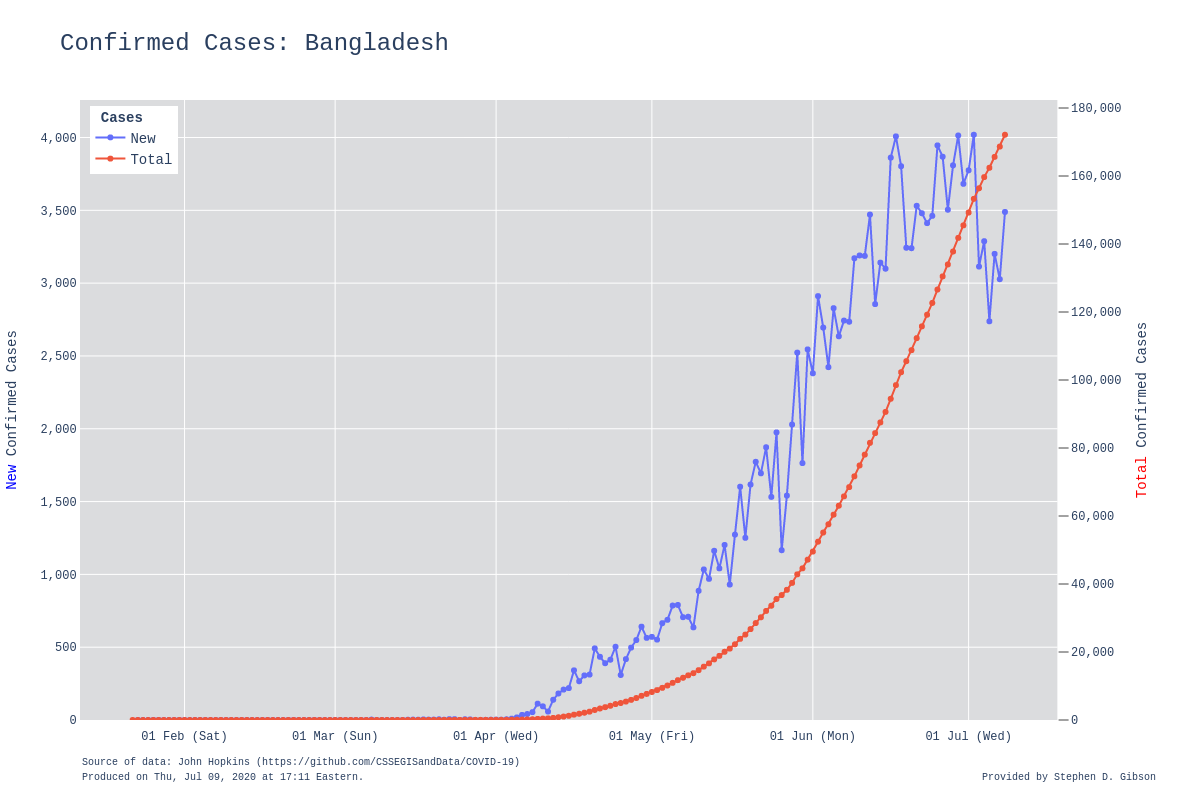 Confirmed Cases: Bangladesh
Cases
New
Total
4,000
3,500
3,000
2,500
2,000
1,500
1,000
500
0
New Confirmed Cases
180,000
160,000
140,000
120,000
100,000
80,000
60,000
40,000
20,000
0
Total Confirmed Cases
01 Feb (Sat)
01 Mar (Sun)
01 Apr (Wed)
01 May (Fri)
01 Jun (Mon)
01 Jul (Wed)
Source of data: John Hopkins (https://github.com/CSSEGISandData/COVID-19)
Produced on Thu, Jul 09, 2020 at 17:11 Eastern.
Provided by Stephen D. Gibson